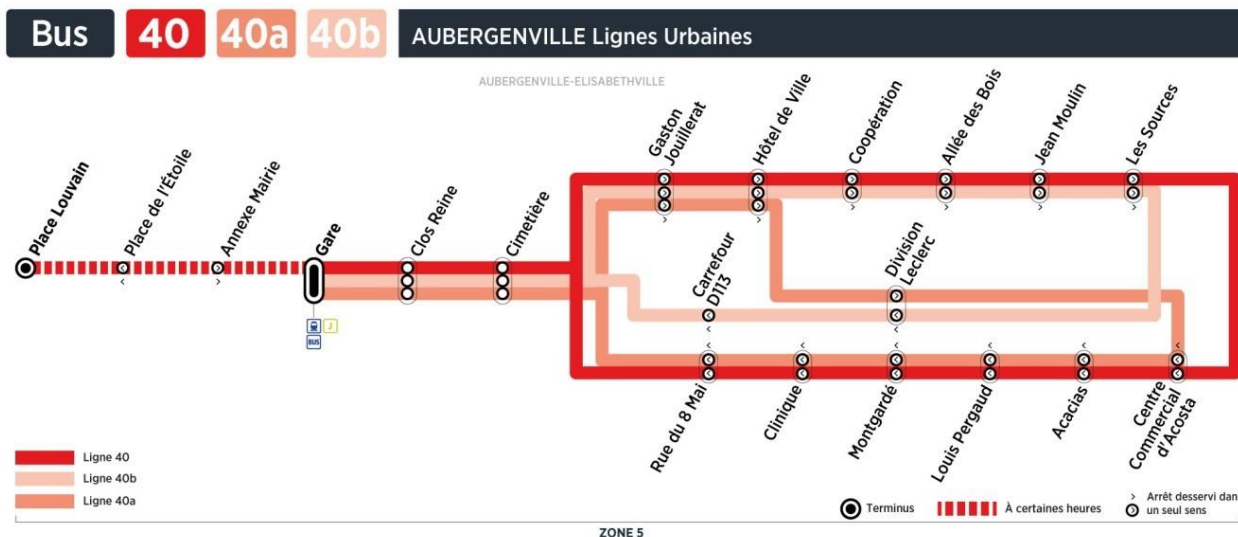 Bus 40 40a 40b AUBERGENVILLE Lignes Urbaines
AUBERGENVILLE-ELISABETHVILLE
Place Louvain
Place de l'Étoile
Annexe Mairie
Gare
J
BUS
Clos Reine
Cimetière
Gaston
Jouillerat
Hôtel de Ville
Coopération
Allée des Bois
Jean Moulin
Les Sources
Carrefour
D113
Division
Leclerc
Rue du 8 Mai
Clinique
Montgardé
Louis Pergaud
Acacias
Centre
Commercial
d'Acosta
Ligne 40
Ligne 40b
Ligne 40a
Terminus
À certaines heures
Arrêt desservi dan
un seul sens
ZONE 5